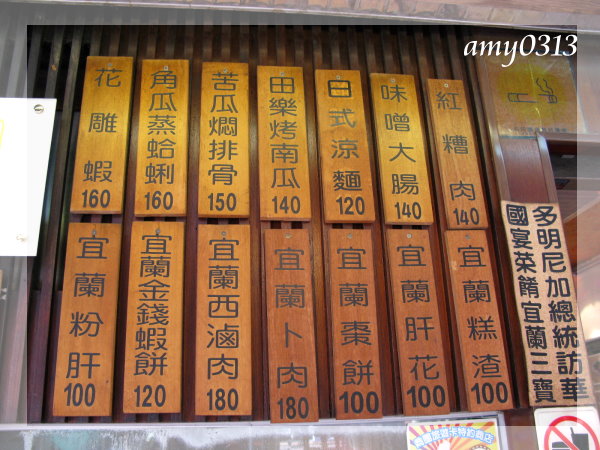 amy0313
紅糟肉 140
味噌大腸 140
日式涼麵 120
田樂烤南瓜 140
苦瓜燜排骨 150
角瓜蒸蛤蜊 160
花雕蝦 160
宜蘭糕渣 100
宜蘭肝花 100
宜蘭棗餅 100
宜蘭卜肉 180
宜蘭西滷肉 180
宜蘭金錢蝦餅 120
宜蘭粉肝 100
多明尼加總統訪華
國宴菜餚宜蘭三寶